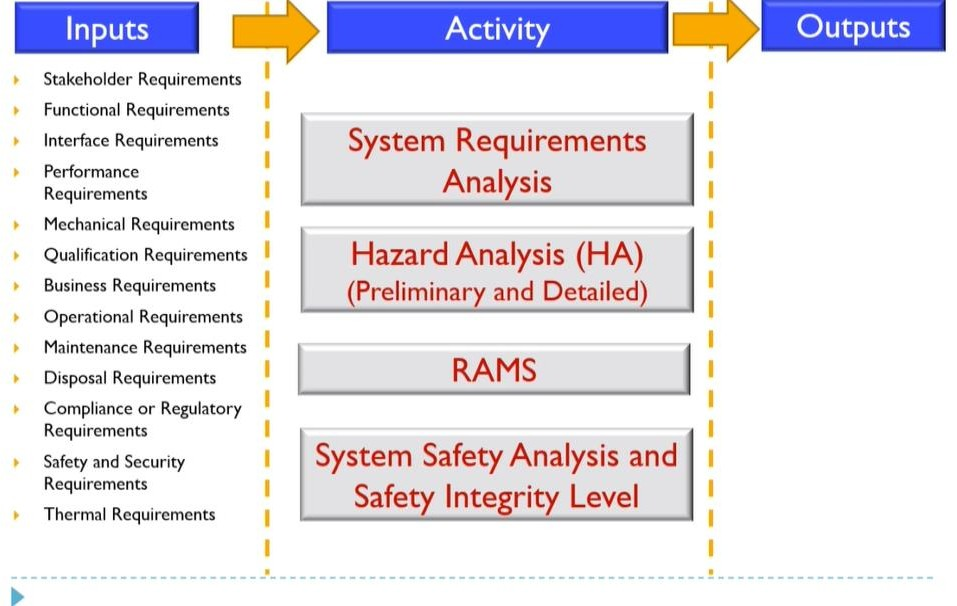 Inputs
Activity
Outputs
Stakeholder Requirements
Functional Requirements
Interface Requirements
Performance
Requirements
Mechanical Requirements
Qualification Requirements
Business Requirements
Operational Requirements
Maintenance Requirements
Disposal Requirements
Compliance or Regulatory
Requirements
Safety and Security
Requirements
Thermal Requirements
System Requirements
Analysis
Hazard Analysis (HA)
(Preliminary and Detailed)
RAMS
System Safety Analysis and
Safety Integrity Level